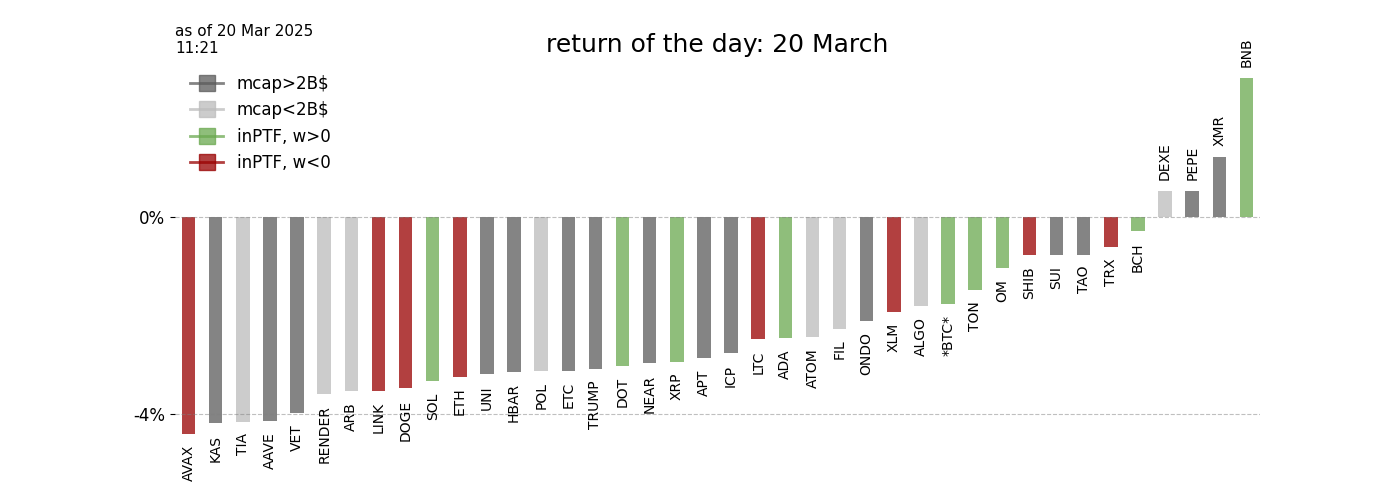 as of 20 Mar 2025
11:21
return of the day: 20 March
mcap>2B$
mcap<2B$
inPTF, w>0
inPTF, w<0
0%
-4%
AVAX
KAS
TIA
AAVE
VET
RENDER
ARB
LINK
DOGE
SOL
ETH
UNI
HBAR
POL
ETC
TRUMP
DOT
NEAR
XRP
APT
ICP
LTC
ADA
ATOM
FIL
ONDO
XLM
ALGO
*BTC*
TON
OM
SHIB
SUI
TAO
TRX
BCH
DEXE
PEPE
XMR
BNB